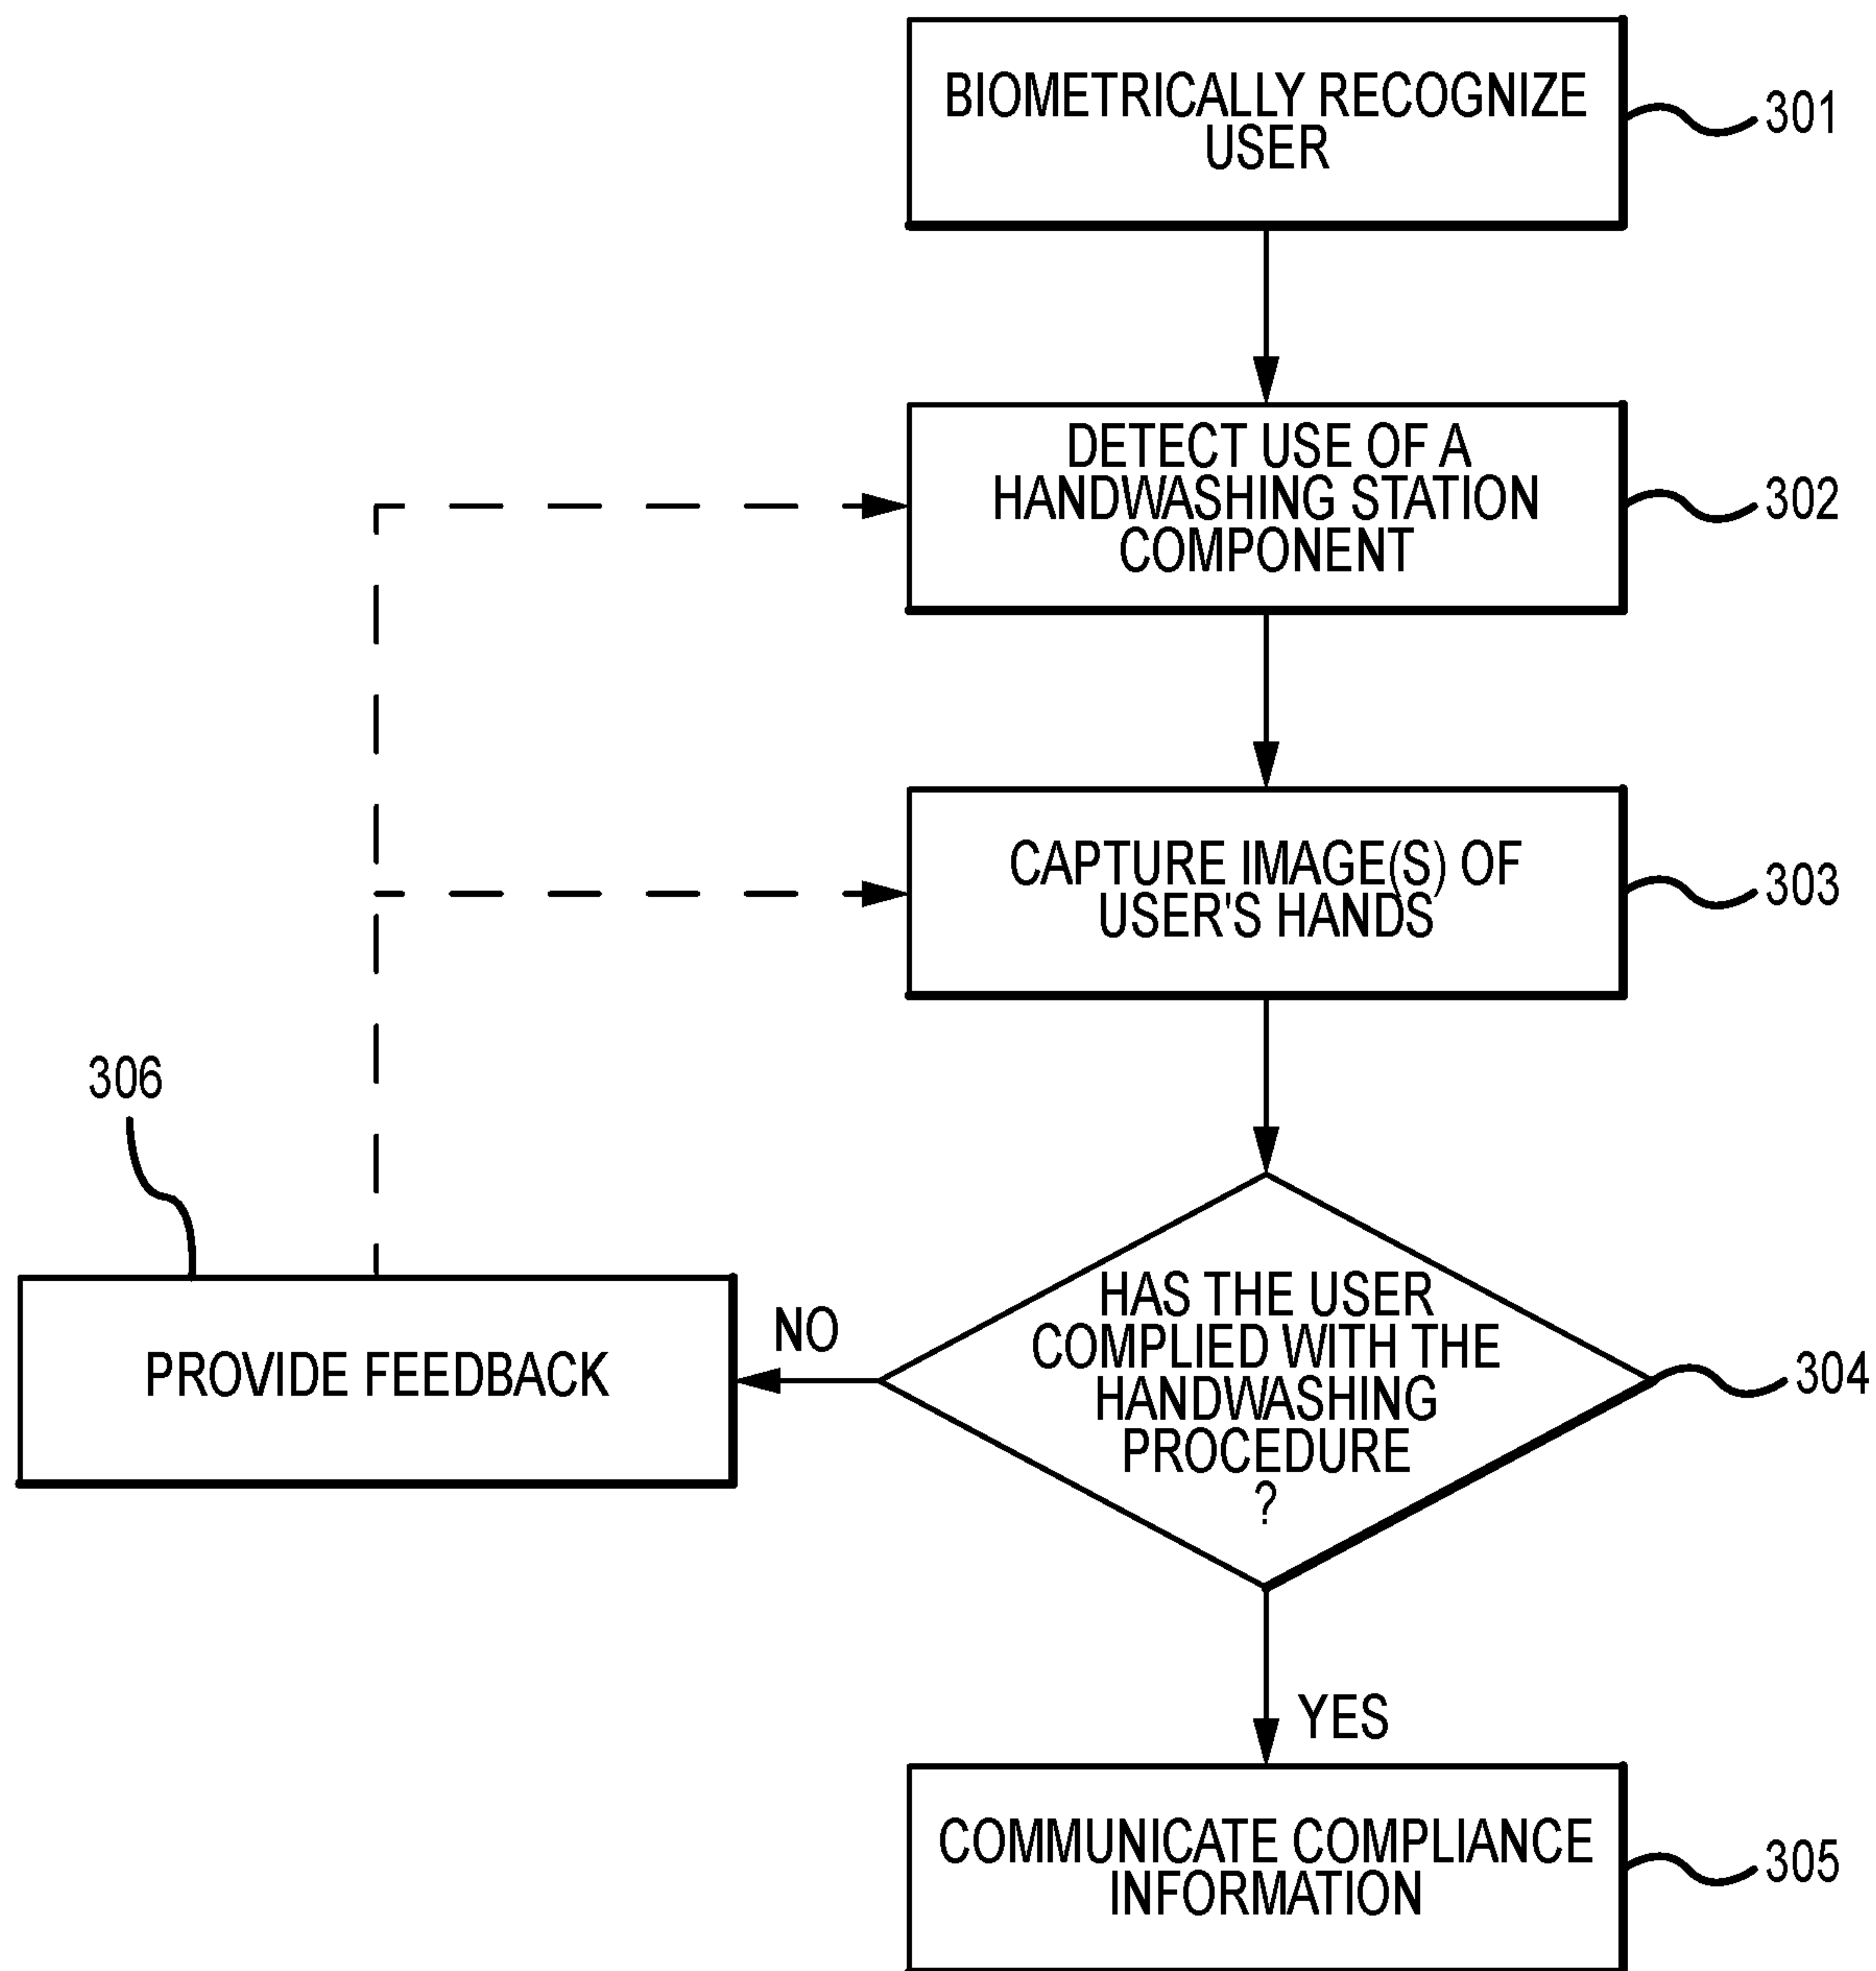 BIOMETRICALLY RECOGNIZE
USER
301
DETECT USE OF A
HANDWASHING STATION
COMPONENT
302
CAPTURE IMAGE(S) OF
USER'S HANDS
303
306
HAS THE USER
COMPLIED WITH THE
HANDWASHING
PROCEDURE
?
304
NO
PROVIDE FEEDBACK
YES
COMMUNICATE COMPLIANCE
INFORMATION
305